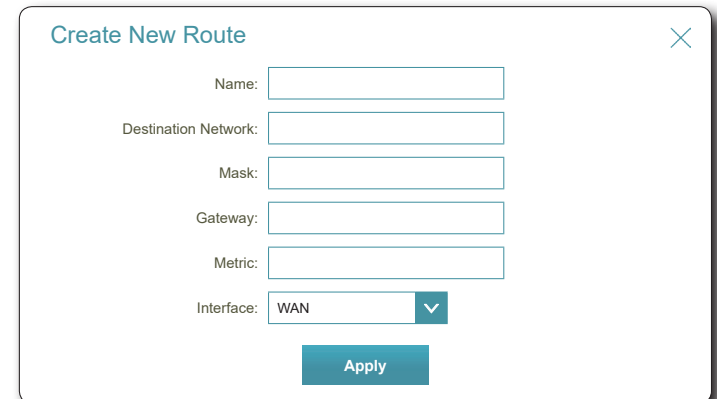 Create New Route
Name:
Destination Network:
Mask:
Gateway:
Metric:
Interface: WAN
Apply